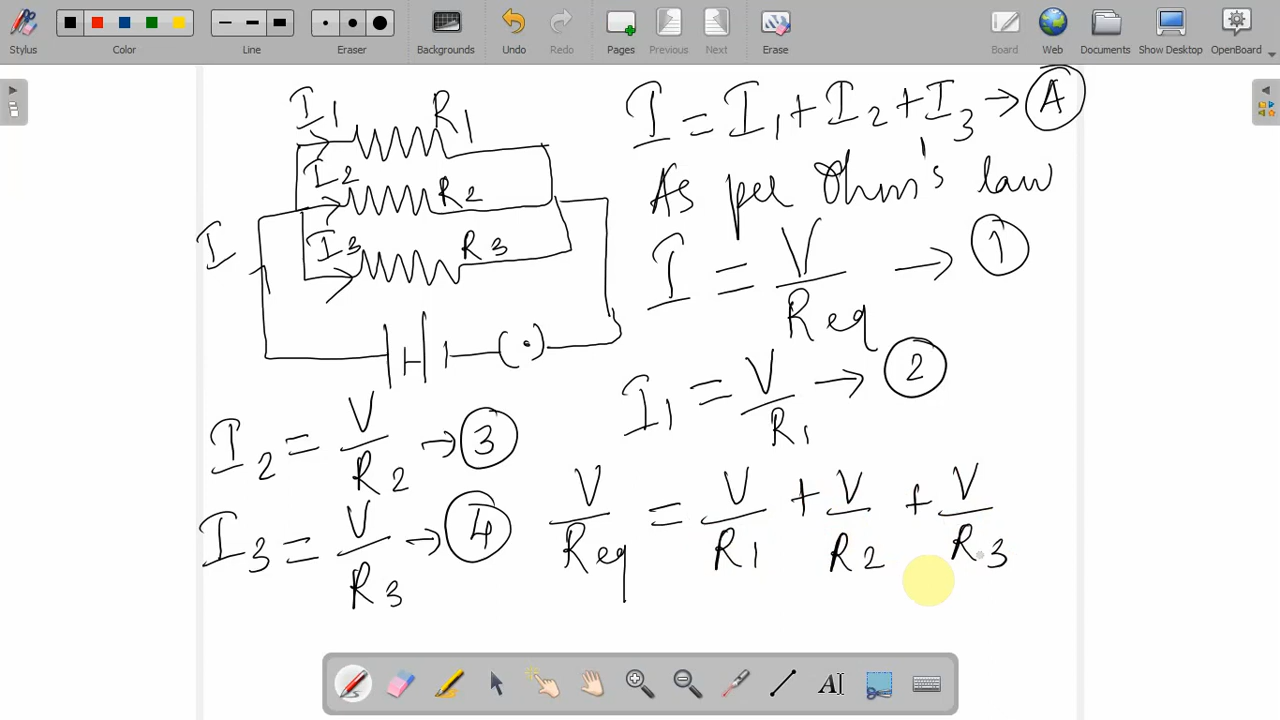 Stylus Color Line Eraser Backgrounds Undo Redo Pages Previous Next Erase Board Web Documents Show Desktop OpenBoard
I1 R1
I2 R2
I I3 R3
I = I1 + I2 + I3 → A
As per Ohm's law
I = V/Req → 1
I1 = V/R1 → 2
I2 = V/R2 → 3
I3 = V/R3 → 4
V/Req = V/R1 + V/R2 + V/R3
AI